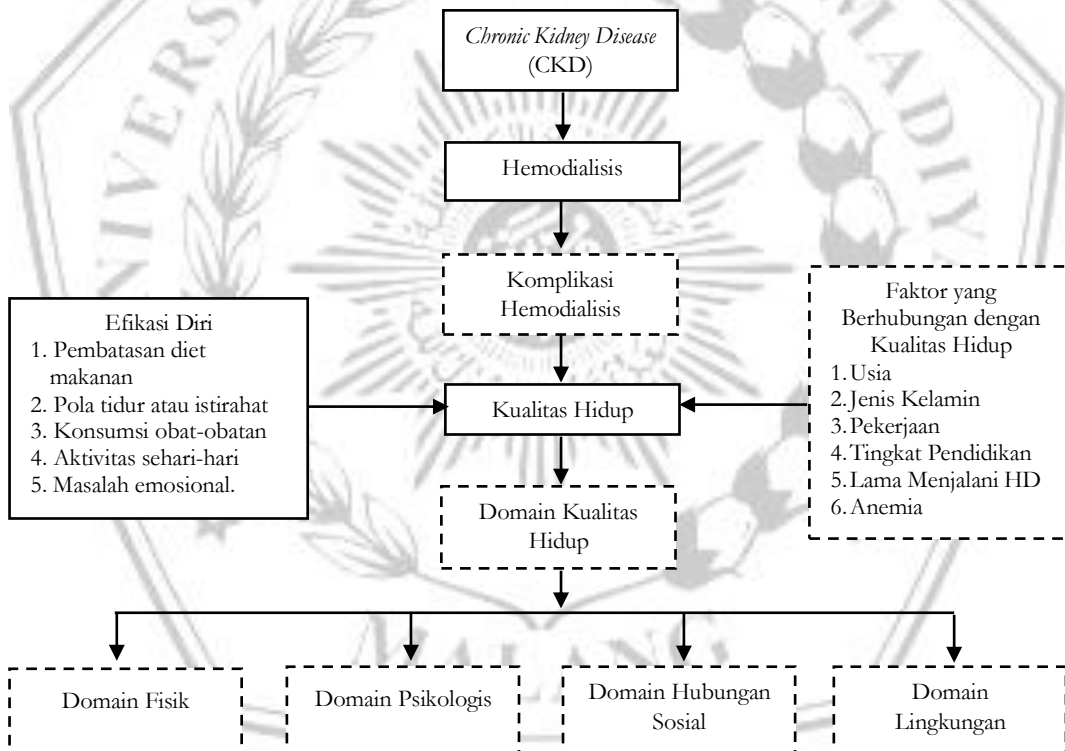 Chronic Kidney Disease
(CKD)
Hemodialisis
Komplikasi
Hemodialisis
Efikasi Diri
1. Pembatasan diet
makanan
2. Pola tidur atau istirahat
3. Konsumsi obat-obatan
4. Aktivitas sehari-hari
5. Masalah emosional.
Kualitas Hidup
Faktor yang
Berhubungan dengan
Kualitas Hidup
1. Usia
2. Jenis Kelamin
3. Pekerjaan
4. Tingkat Pendidikan
5. Lama Menjalani HD
6. Anemia
Domain Kualitas
Hidup
Domain Fisik
Domain Psikologis
Domain Hubungan
Sosial
Domain
Lingkungan
MALANG